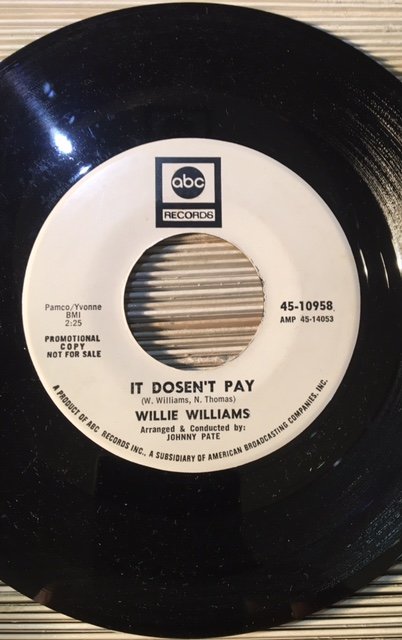 abc
RECORDS
Pamco/Yvonne
BMI
2:25
PROMOTIONAL
COPY
NOT FOR SALE
45-10958
AMP 45-14053
IT DOSEN'T PAY
(W. Williams, N. Thomas)
WILLIE WILLIAMS
Arranged & Conducted by:
JOHNNY PATE
A PRODUCT OF ABC RECORDS INC., A SUBSIDIARY OF AMERICAN BROADCASTING COMPANIES, INC.